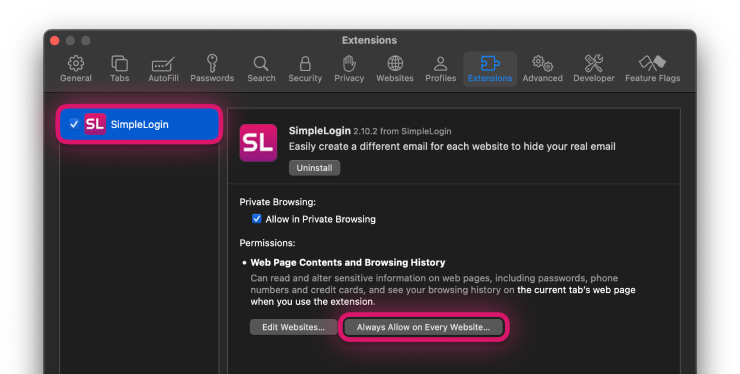 Extensions
General
Tabs
AutoFill
Passwords
Search
Security
Privacy
Websites
Profiles
Extensions
Advanced
Developer
Feature Flags
SL SimpleLogin
SL
SimpleLogin 2.10.2 from SimpleLogin
Easily create a different email for each website to hide your real email
Uninstall
Private Browsing:
Allow in Private Browsing
Permissions:
• Web Page Contents and Browsing History
Can read and alter sensitive information on web pages, including passwords, phone
numbers and credit cards, and see your browsing history on the current tab's web page
when you use the extension.
Edit Websites... Always Allow on Every Website...